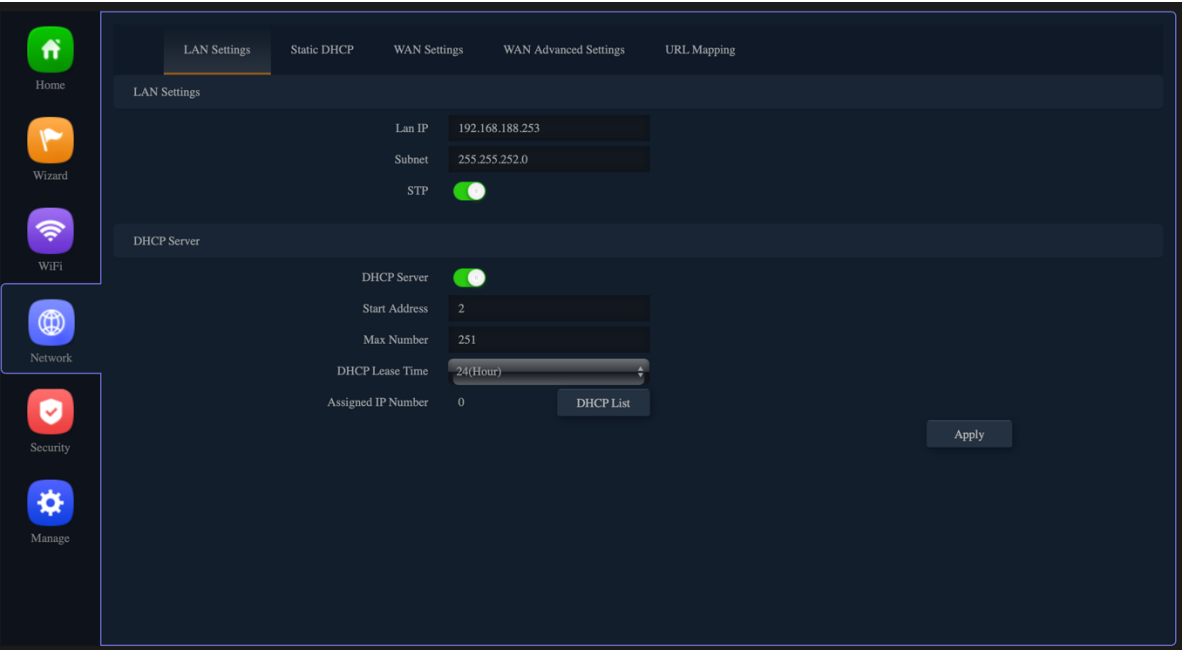 Home
Wizard
WiFi
Network
Security
Manage
LAN Settings Static DHCP WAN Settings WAN Advanced Settings URL Mapping
LAN Settings
Lan IP 192.168.188.253
Subnet 255.255.252.0
STP
DHCP Server
DHCP Server
Start Address 2
Max Number 251
DHCP Lease Time 24(Hour)
Assigned IP Number 0 DHCP List
Apply